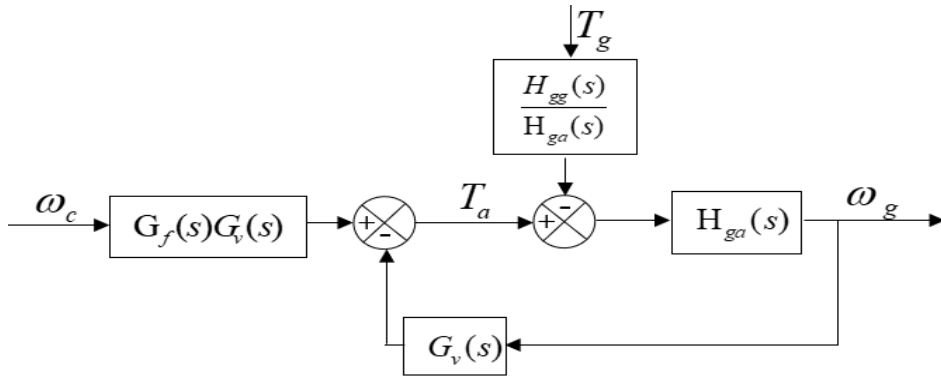 T_g
H_gg(s)
H_ga(s)
ω_c
G_f(s)G_v(s)
+
-
T_a
-
+
H_ga(s)
ω_g
G_v(s)